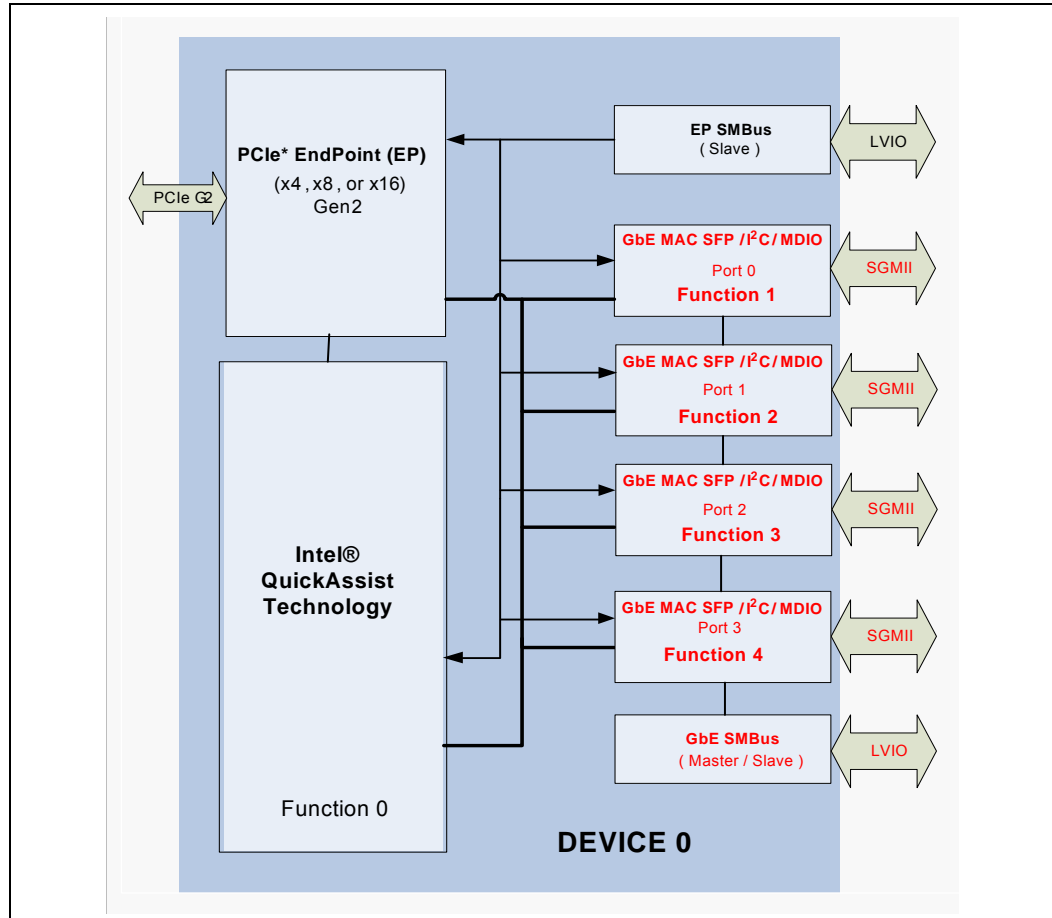 PCIe* EndPoint (EP)
(x4, x8, or x16)
Gen2
PCIe G2
EP SMBus
( Slave )
LVIO
GbE MAC SFP /I²C/MDIO
Port 0
Function 1
SGMII
GbE MAC SFP /I²C/MDIO
Port 1
Function 2
SGMII
GbE MAC SFP /I²C/MDIO
Port 2
Function 3
SGMII
Intel®
QuickAssist
Technology
GbE MAC SFP /I²C/MDIO
Port 3
Function 4
SGMII
GbE SMBus
( Master / Slave )
LVIO
Function 0
DEVICE 0